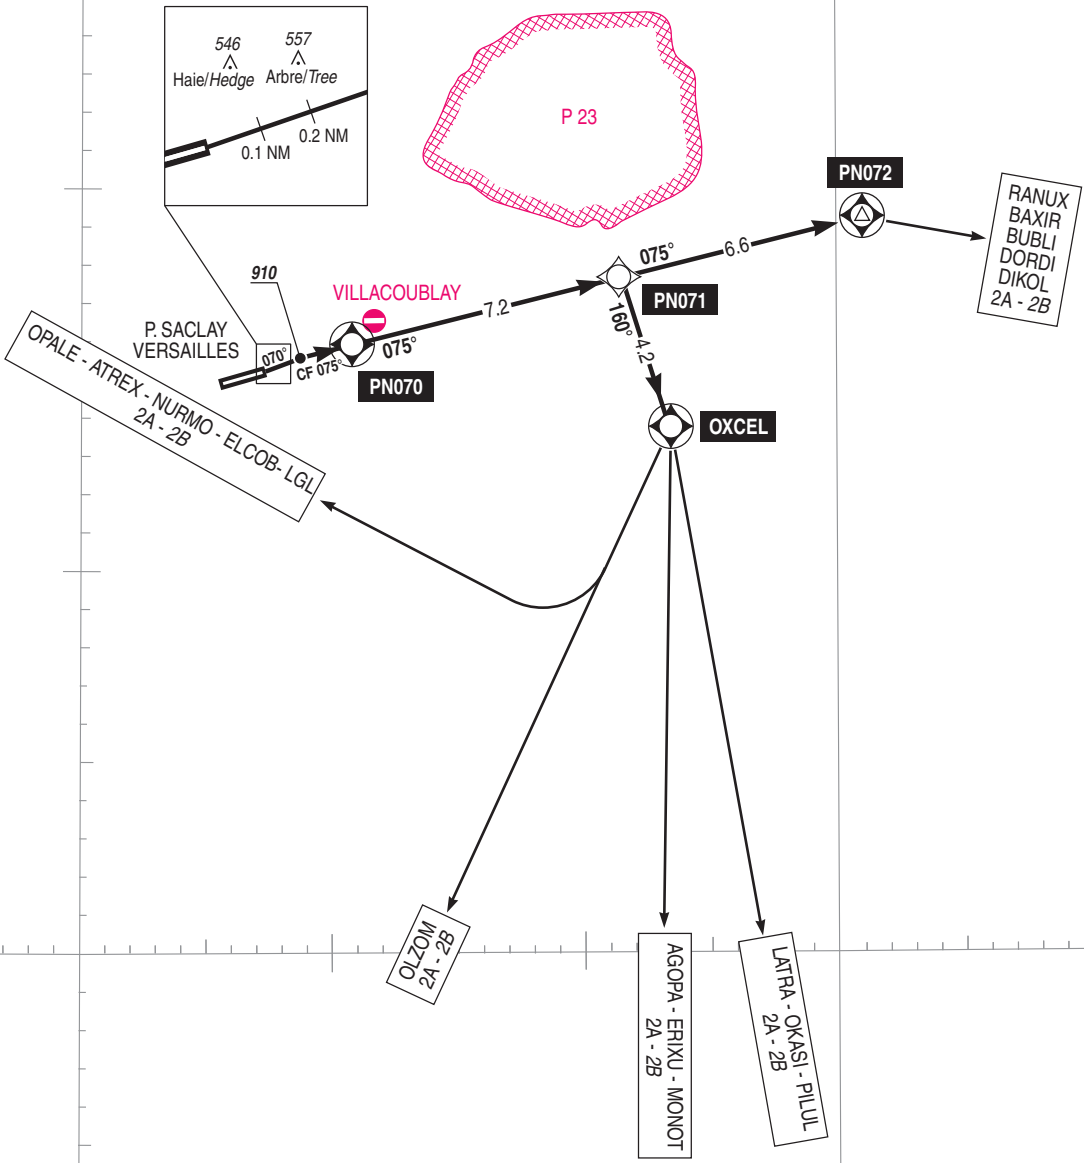 546
557
Haie/Hedge
Arbre/Tree
0.2 NM
0.1 NM
P 23
PN072
RANUX
BAXIR
BUBLI
DORDI
DIKOL
2A - 2B
075°
6.6
910
VILLACOUBLAY
PN071
7.2
160°
4.2
P. SACLAY
VERSAILLES
070°
CF 075°
075°
PN070
OXCEL
OPALE - ATREX - NURMO - ELCOB- LGL
2A - 2B
OLZOM
2A - 2B
AGOPA - ERIXU - MONOT
2A - 2B
LATRA - OKASI - PILUL
2A - 2B